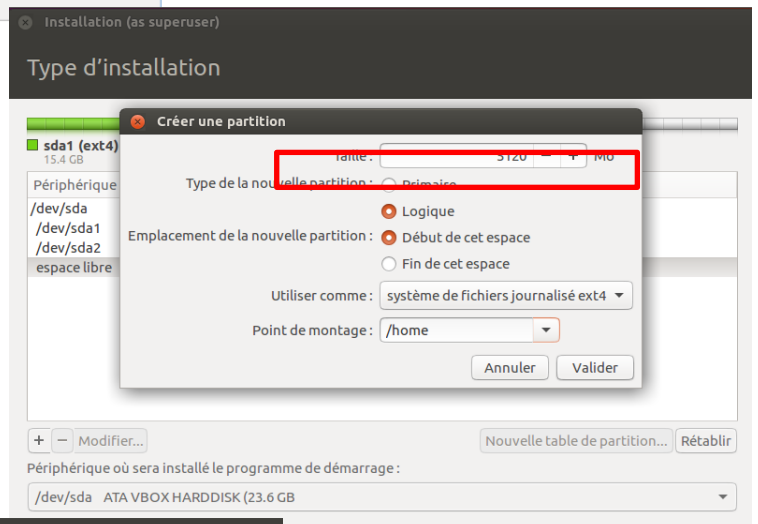 Installation (as superuser)
Type d'installation
Créer une partition
sda1 (ext4)
15.4 GB
Taille : 5120 − + Mo
Périphérique
Type de la nouvelle partition : Primaire
/dev/sda
Logique
/dev/sda1
Emplacement de la nouvelle partition : Début de cet espace
/dev/sda2
espace libre
Fin de cet espace
Utiliser comme : système de fichiers journalisé ext4
Point de montage : /home
Annuler Valider
+ − Modifier... Nouvelle table de partition... Rétablir
Périphérique où sera installé le programme de démarrage :
/dev/sda ATA VBOX HARDDISK (23.6 GB